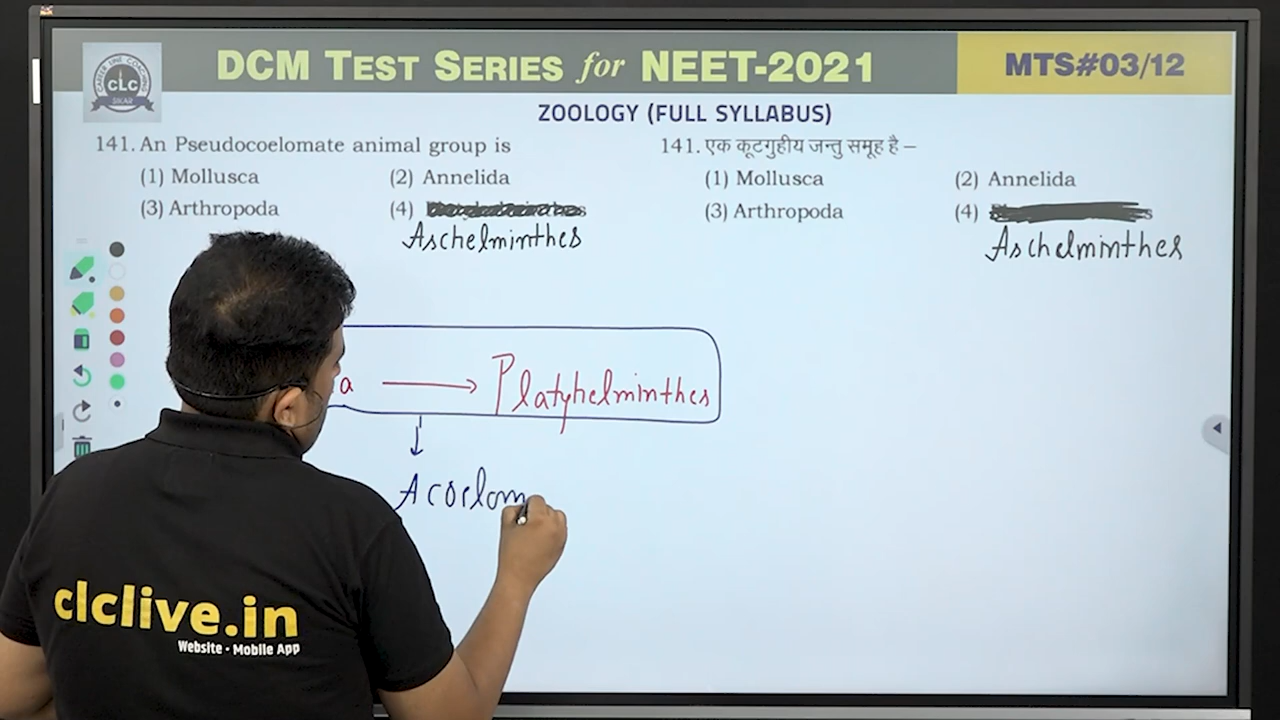 DCM TEST SERIES for NEET-2021
MTS#03/12
CLC
SIKAR
ZOOLOGY (FULL SYLLABUS)
141. An Pseudocoelomate animal group is
(1) Mollusca (2) Annelida
(3) Arthropoda (4)
Aschelminthes
141. एक कूटगुहीय जन्तु समूह है –
(1) Mollusca (2) Annelida
(3) Arthropoda (4)
Aschelminthes
a → Platyhelminthes
Acoelom
clclive.in
Website • Mobile App